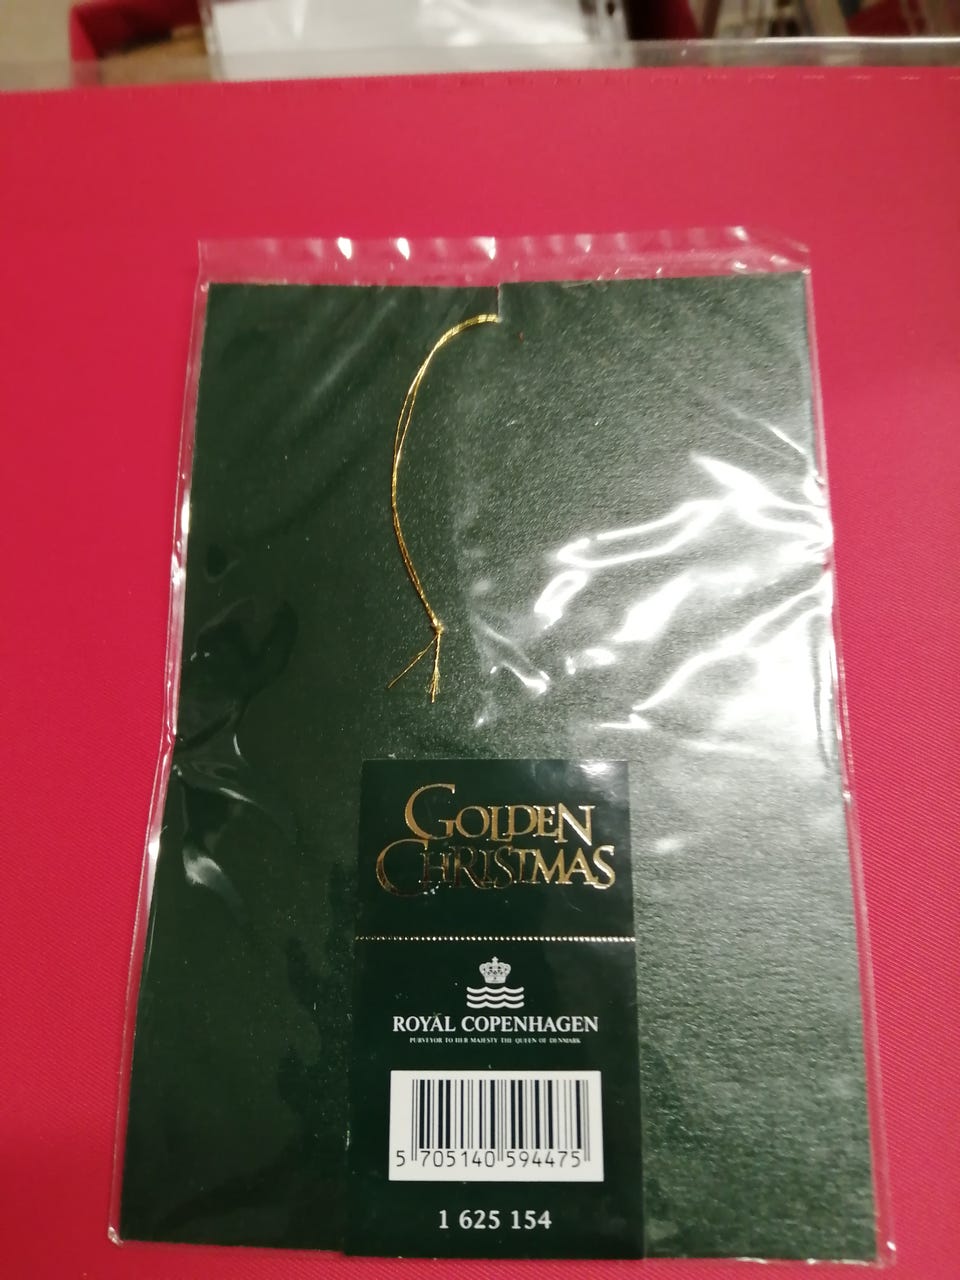 GOLDEN
CHRISTMAS
ROYAL COPENHAGEN
PURVEYOR TO HER MAJESTY THE QUEEN OF DENMARK
5 705140 594475
1 625 154